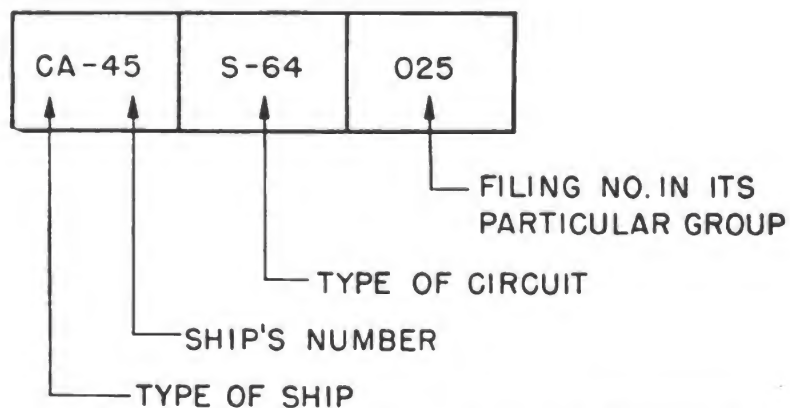 CA-45 S-64 025
FILING NO. IN ITS
PARTICULAR GROUP
TYPE OF CIRCUIT
SHIP'S NUMBER
TYPE OF SHIP